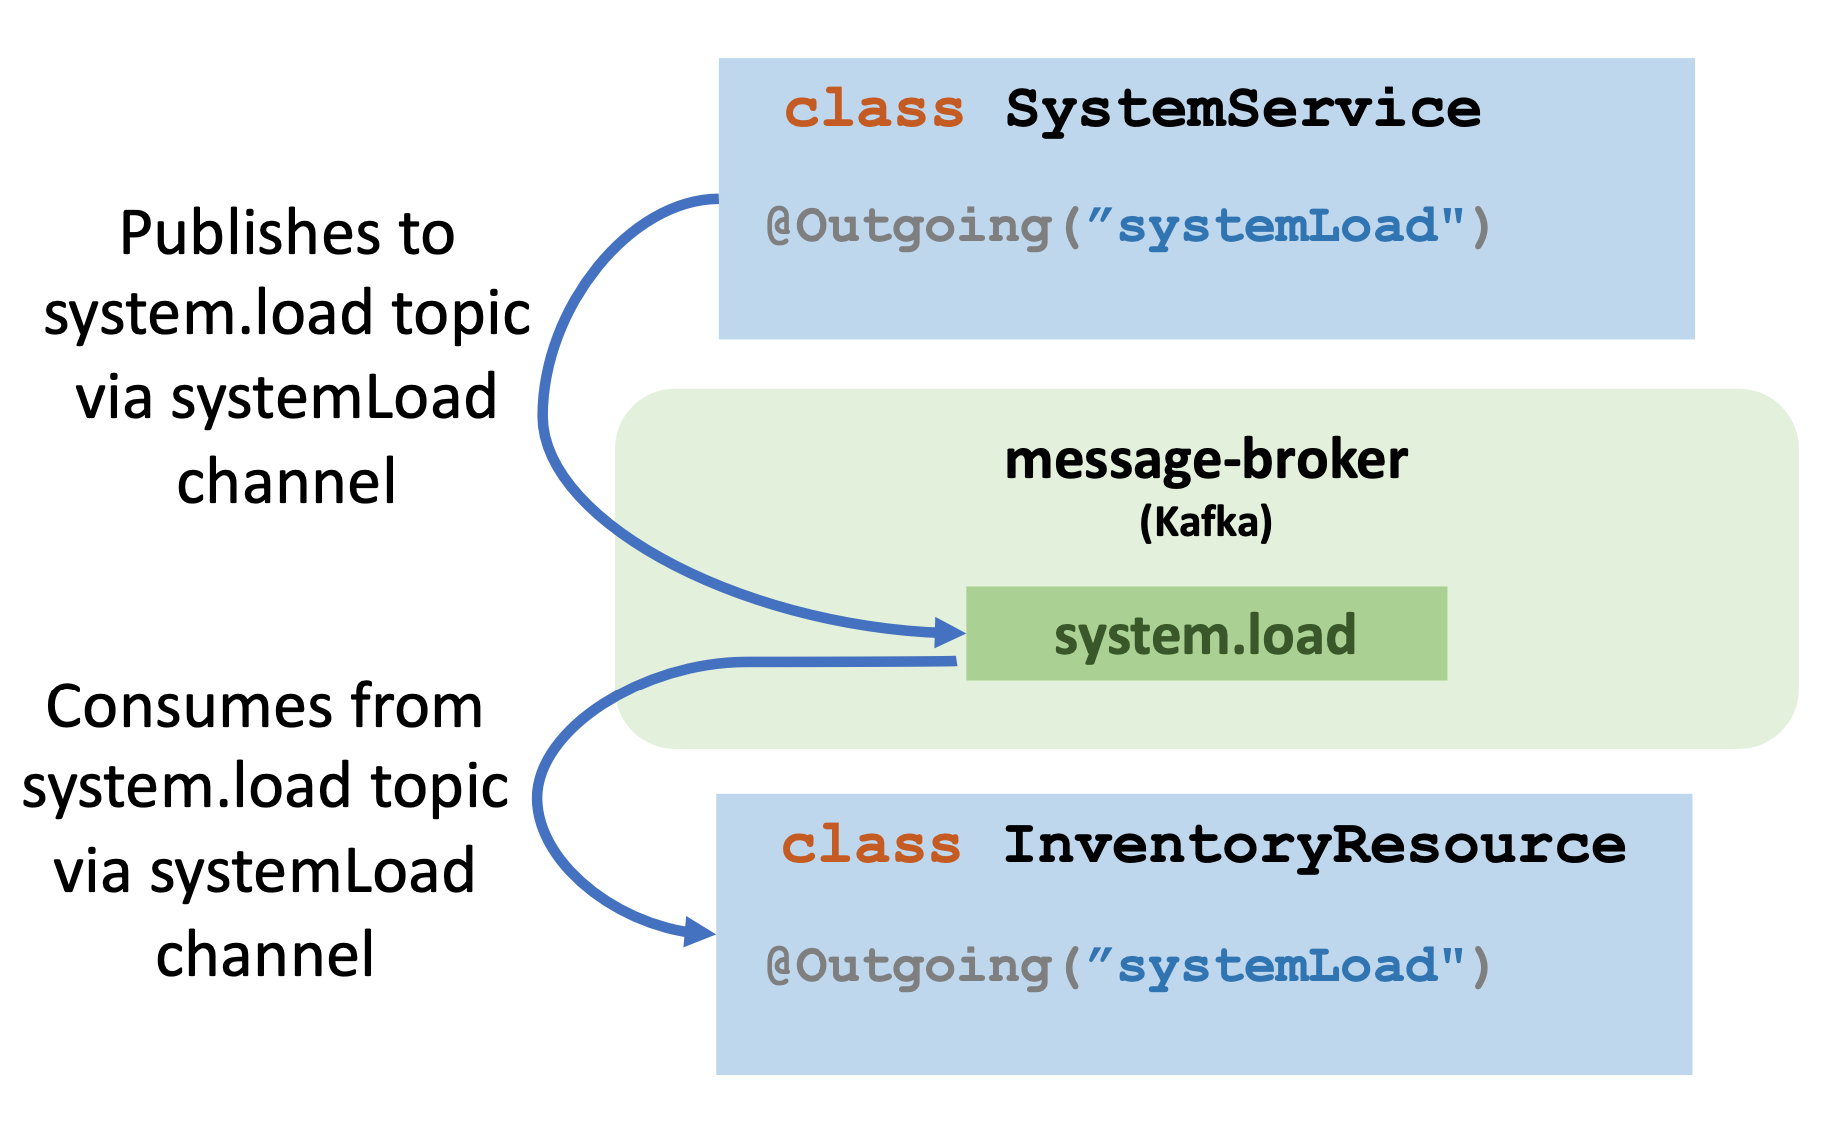 class SystemService
@Outgoing(”systemLoad")
Publishes to
system.load topic
via systemLoad
channel
message-broker
(Kafka)
system.load
Consumes from
system.load topic
via systemLoad
channel
class InventoryResource
@Outgoing(”systemLoad")